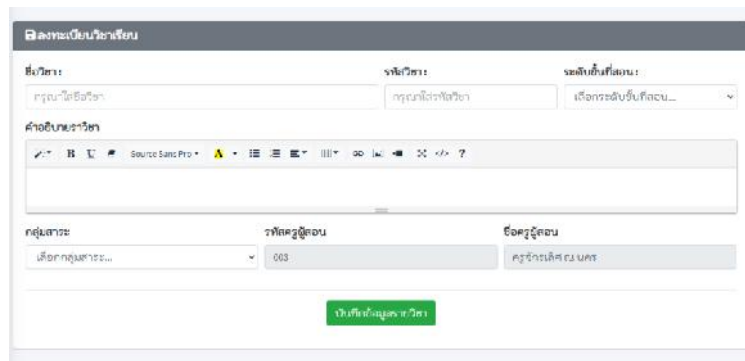 ลงทะเบียนวิชาเรียน
ชื่อวิชา : รหัสวิชา : ระดับชั้นที่สอน :
กรุณาใส่ชื่อวิชา กรุณาใส่รหัสวิชา เลือกระดับชั้นที่สอน...
คำอธิบายรายวิชา
B U Source Sans Pro A </> ?
กลุ่มสาระ รหัสครูผู้สอน ชื่อครูผู้สอน
เลือกกลุ่มสาระ... 003
บันทึกข้อมูลรายวิชา